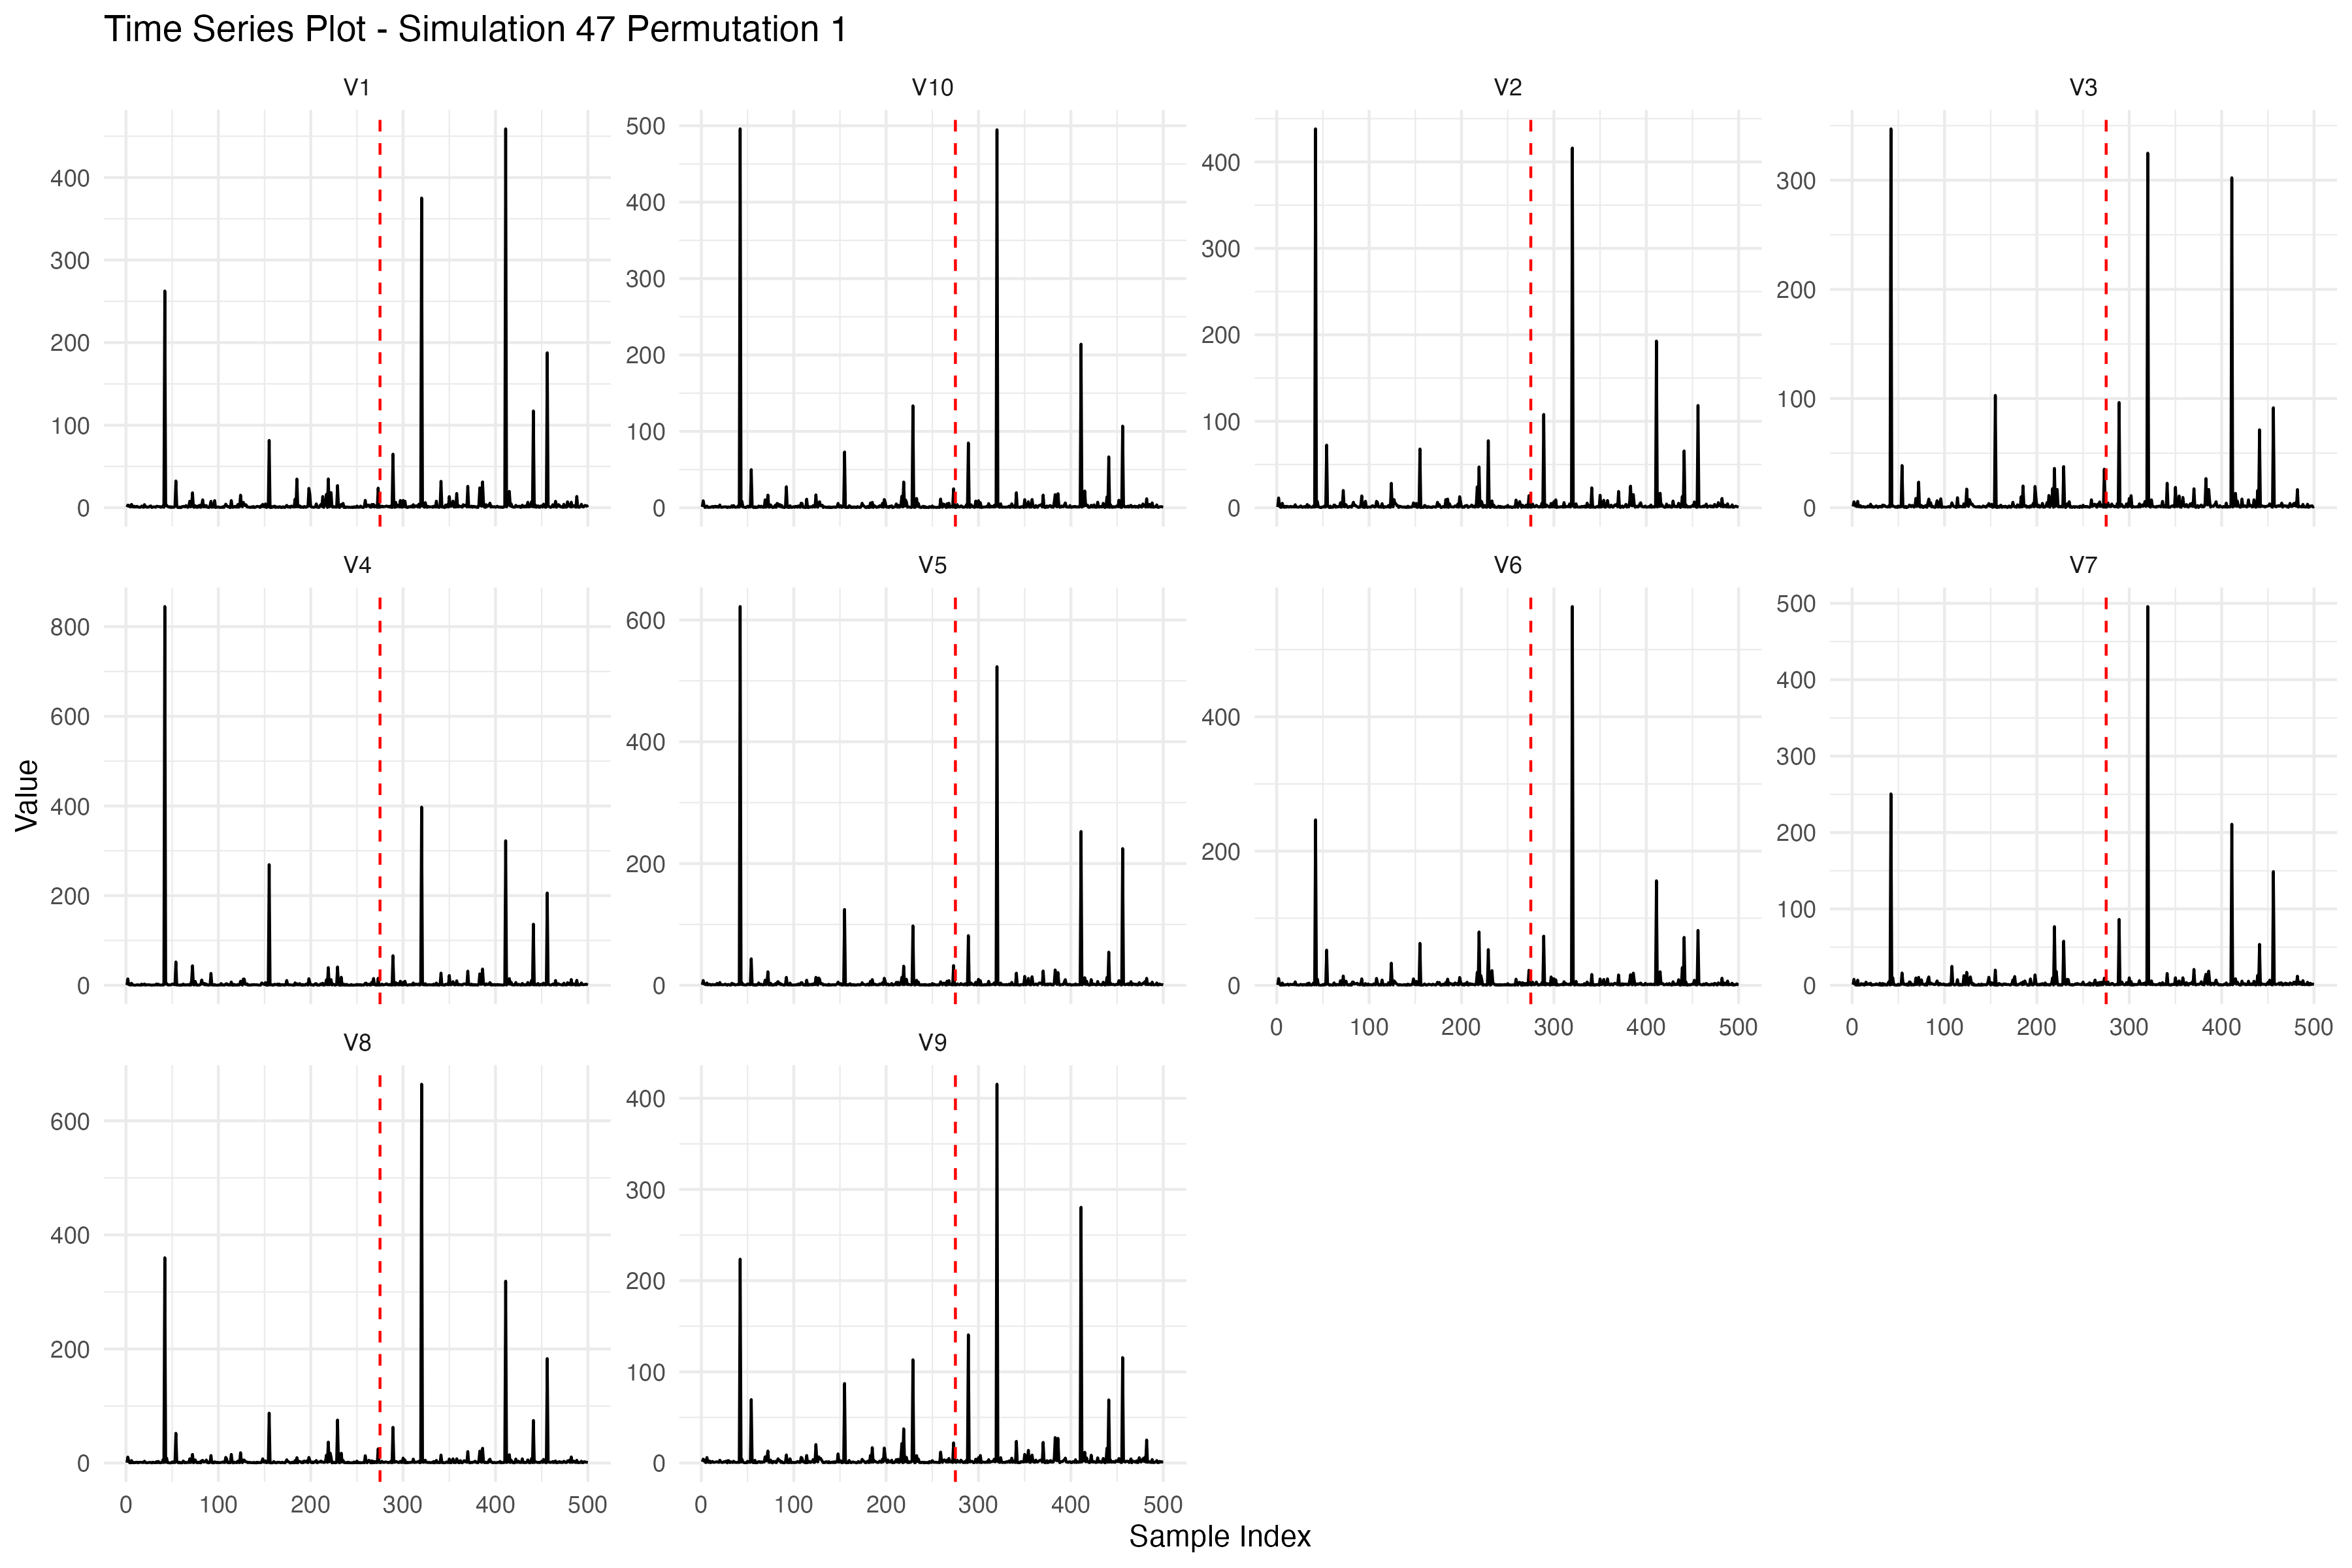 Time Series Plot - Simulation 47 Permutation 1
V1 V10 V2 V3
400 300 200 100 0
500 400 300 200 100 0
400 300 200 100 0
300 200 100 0
V4 V5 V6 V7
800 600 400 200 0
600 400 200 0
400 200 0
500 400 300 200 100 0
0 100 200 300 400 500
0 100 200 300 400 500
V8 V9
600 400 200 0
400 300 200 100 0
0 100 200 300 400 500
0 100 200 300 400 500
Value
Sample Index